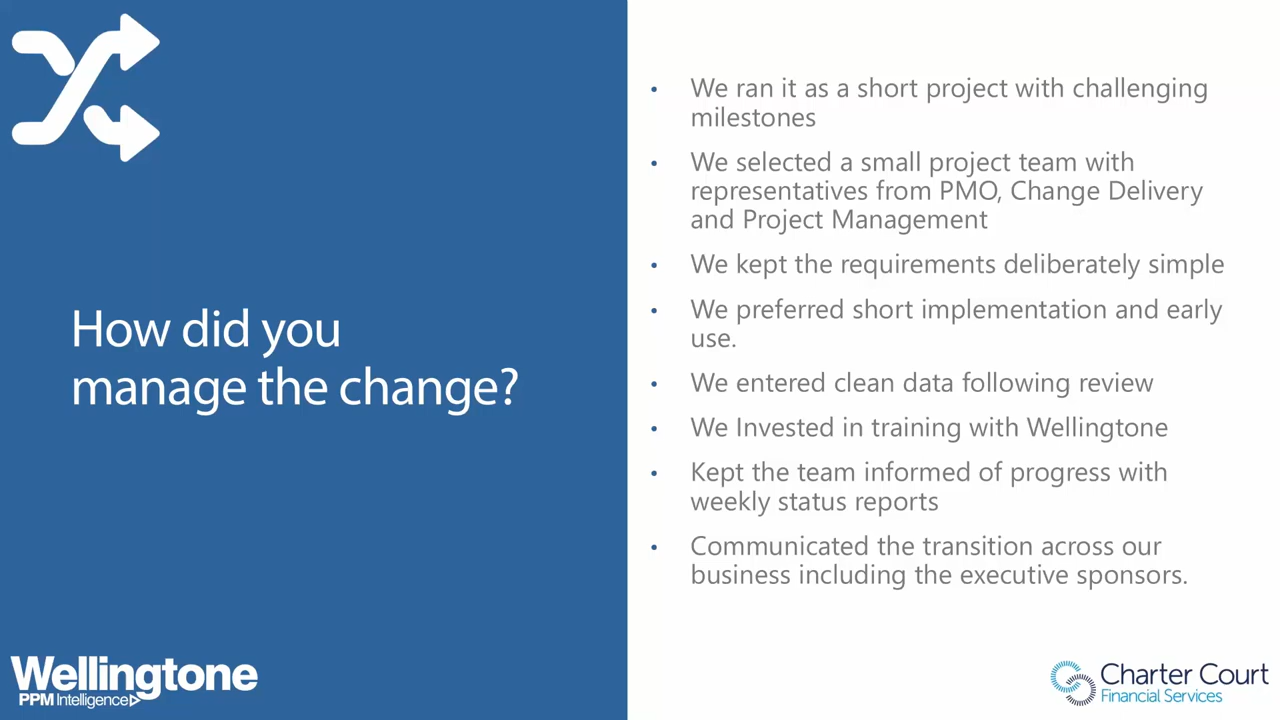 How did you
manage the change?
• We ran it as a short project with challenging
milestones
• We selected a small project team with
representatives from PMO, Change Delivery
and Project Management
• We kept the requirements deliberately simple
• We preferred short implementation and early
use.
• We entered clean data following review
• We Invested in training with Wellingtone
• Kept the team informed of progress with
weekly status reports
• Communicated the transition across our
business including the executive sponsors.
Wellingtone
PPM Intelligence
Charter Court
Financial Services